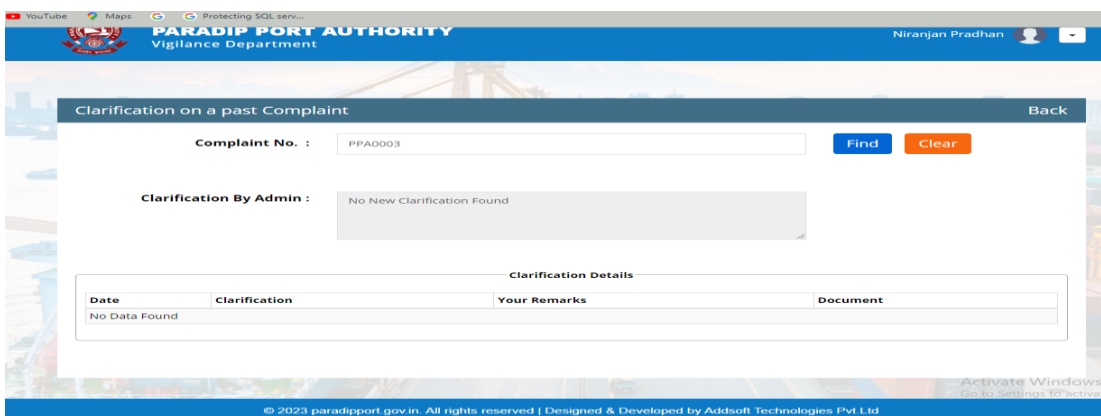 YouTube Maps Protecting SQL serv...
PARADIP PORT AUTHORITY
Vigilance Department
Niranjan Pradhan
Clarification on a past Complaint Back
Complaint No. : PPA0003 Find Clear
Clarification By Admin : No New Clarification Found
Clarification Details
Date Clarification Your Remarks Document
No Data Found
Activate Windows
Go to Settings to activa
© 2023 paradipport.gov.in. All rights reserved | Designed & Developed by Addsoft Technologies Pvt.Ltd